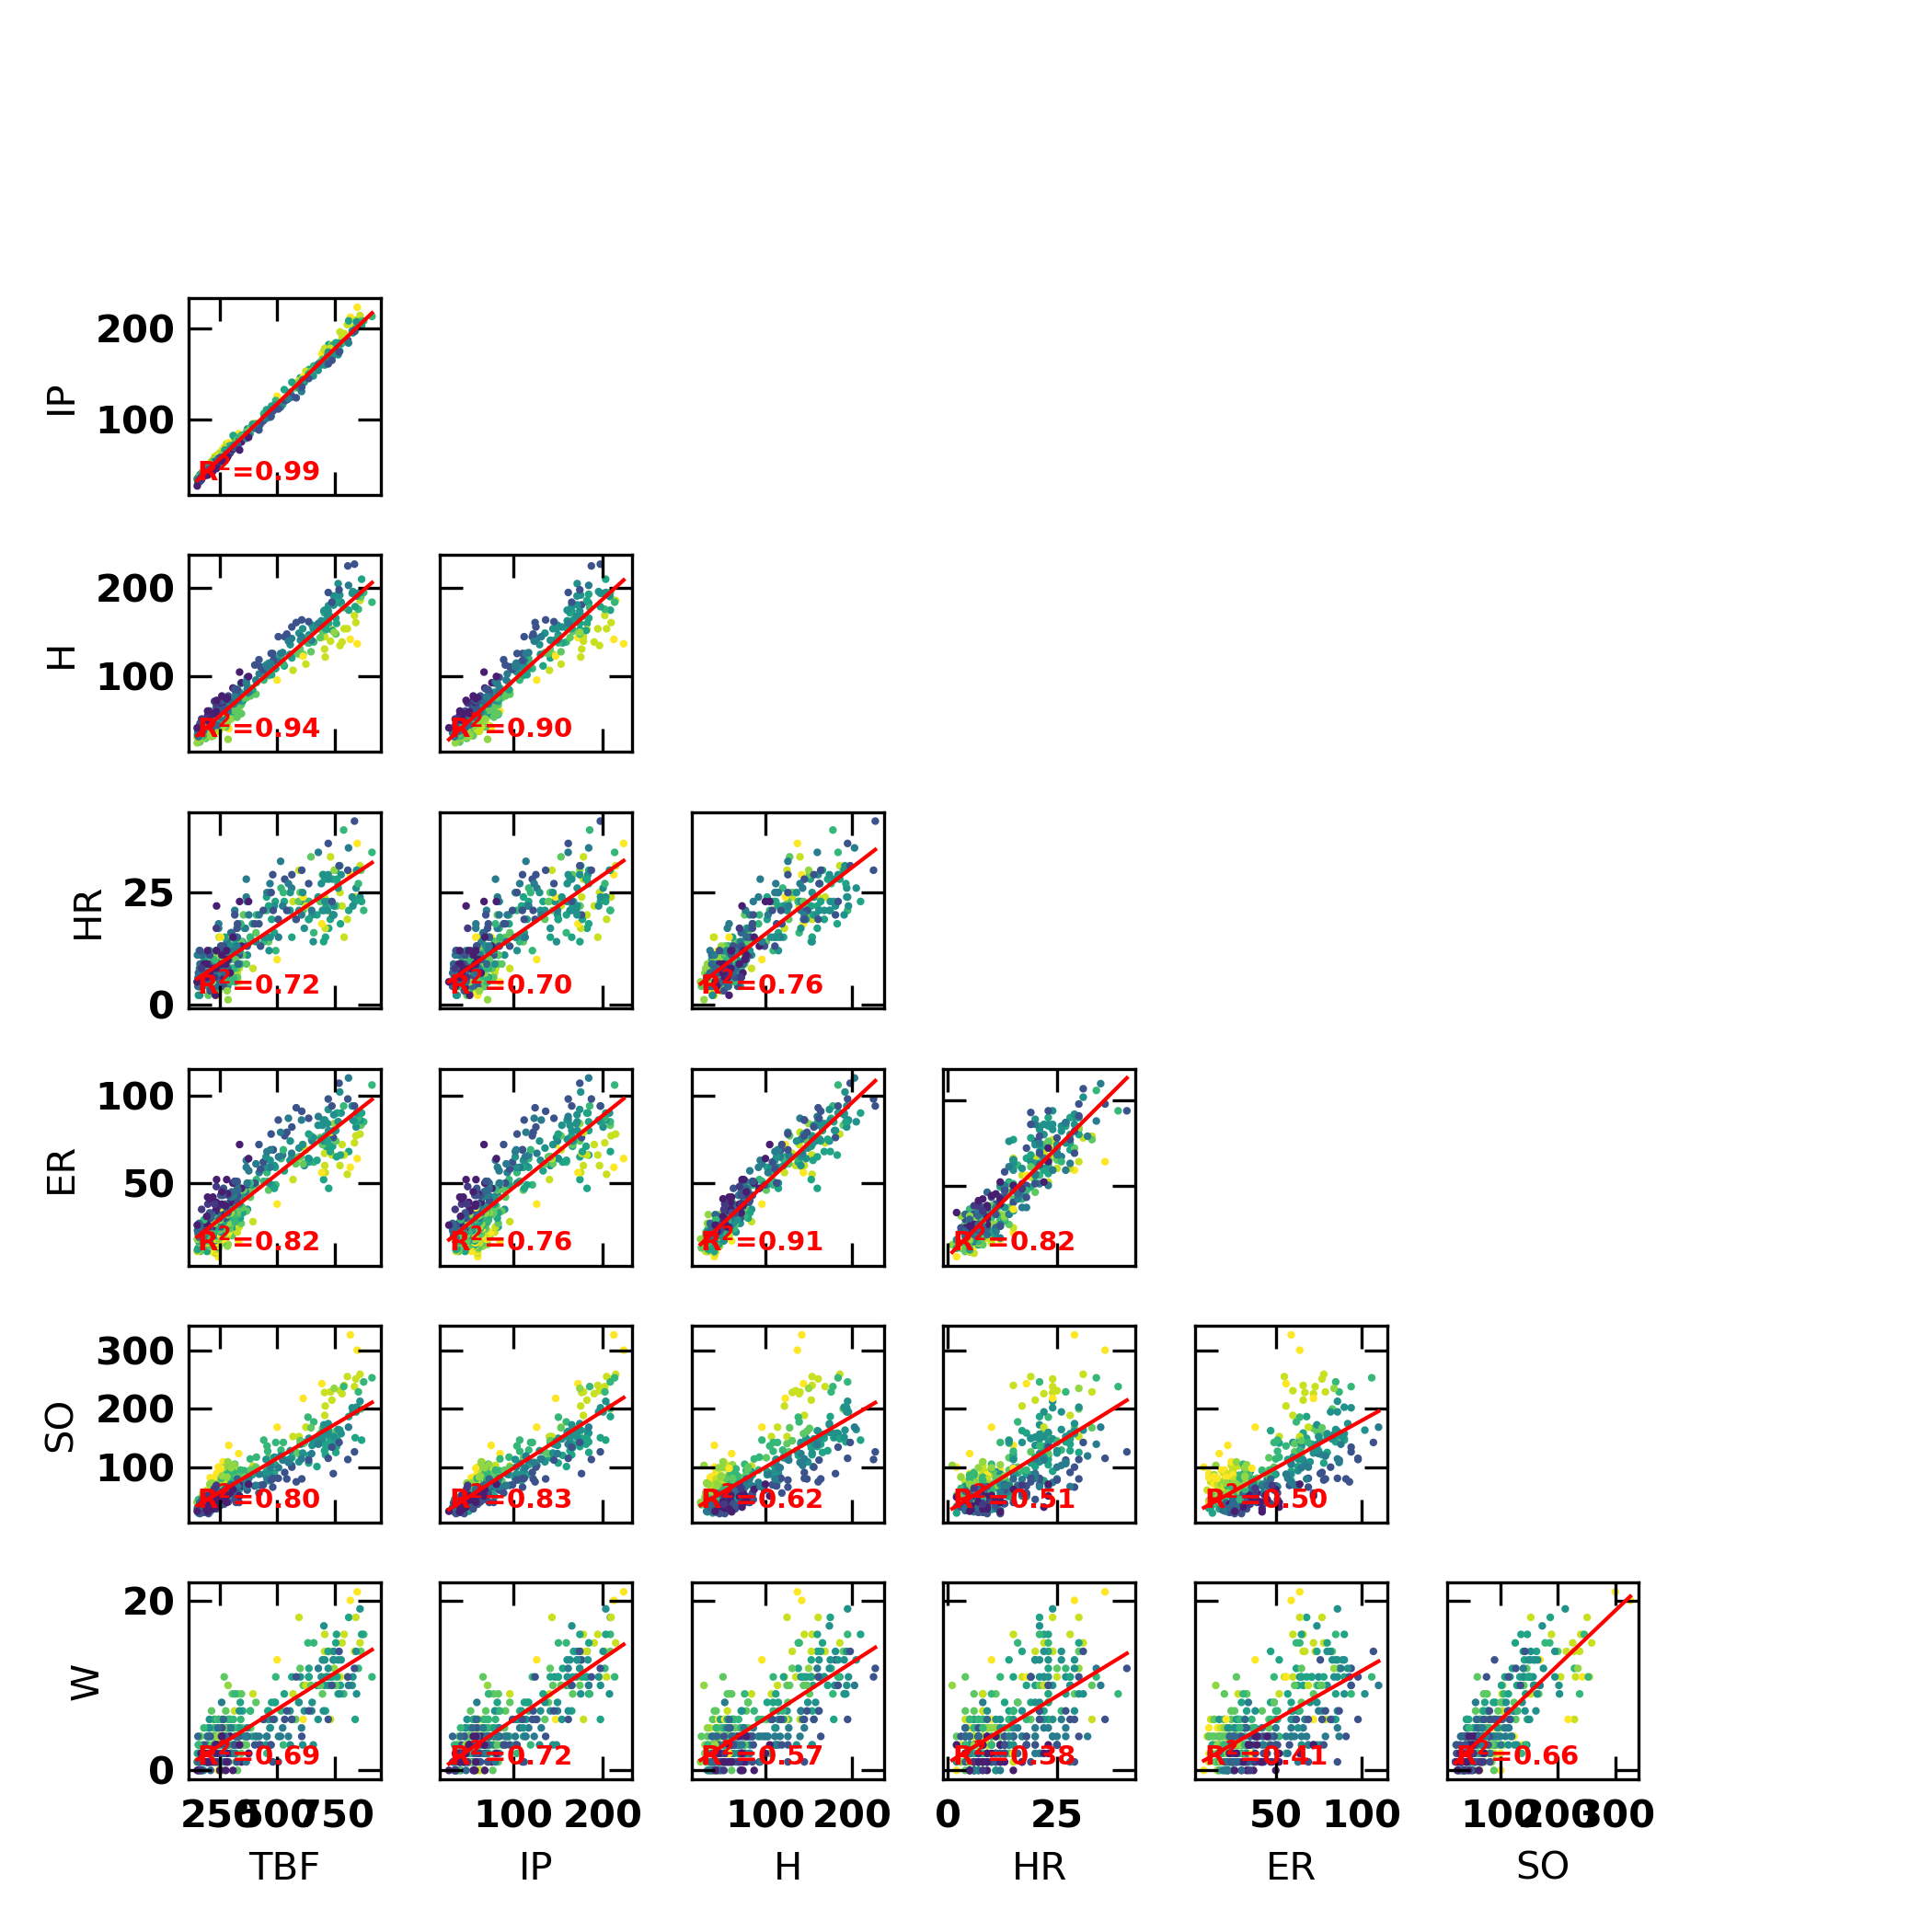 200
100
IP
R²=0.99
200
100
H
R²=0.94
R²=0.90
25
0
HR
R²=0.72
R²=0.70
R²=0.76
100
50
ER
R²=0.82
R²=0.76
R²=0.91
R²=0.82
300
200
100
SO
R²=0.80
R²=0.83
R²=0.62
R²=0.51
R²=0.50
20
0
W
R²=0.69
R²=0.72
R²=0.57
R²=0.38
R²=0.41
R²=0.66
250 500 750 100 200 100 200 0 25 50 100 100 200 300
TBF IP H HR ER SO